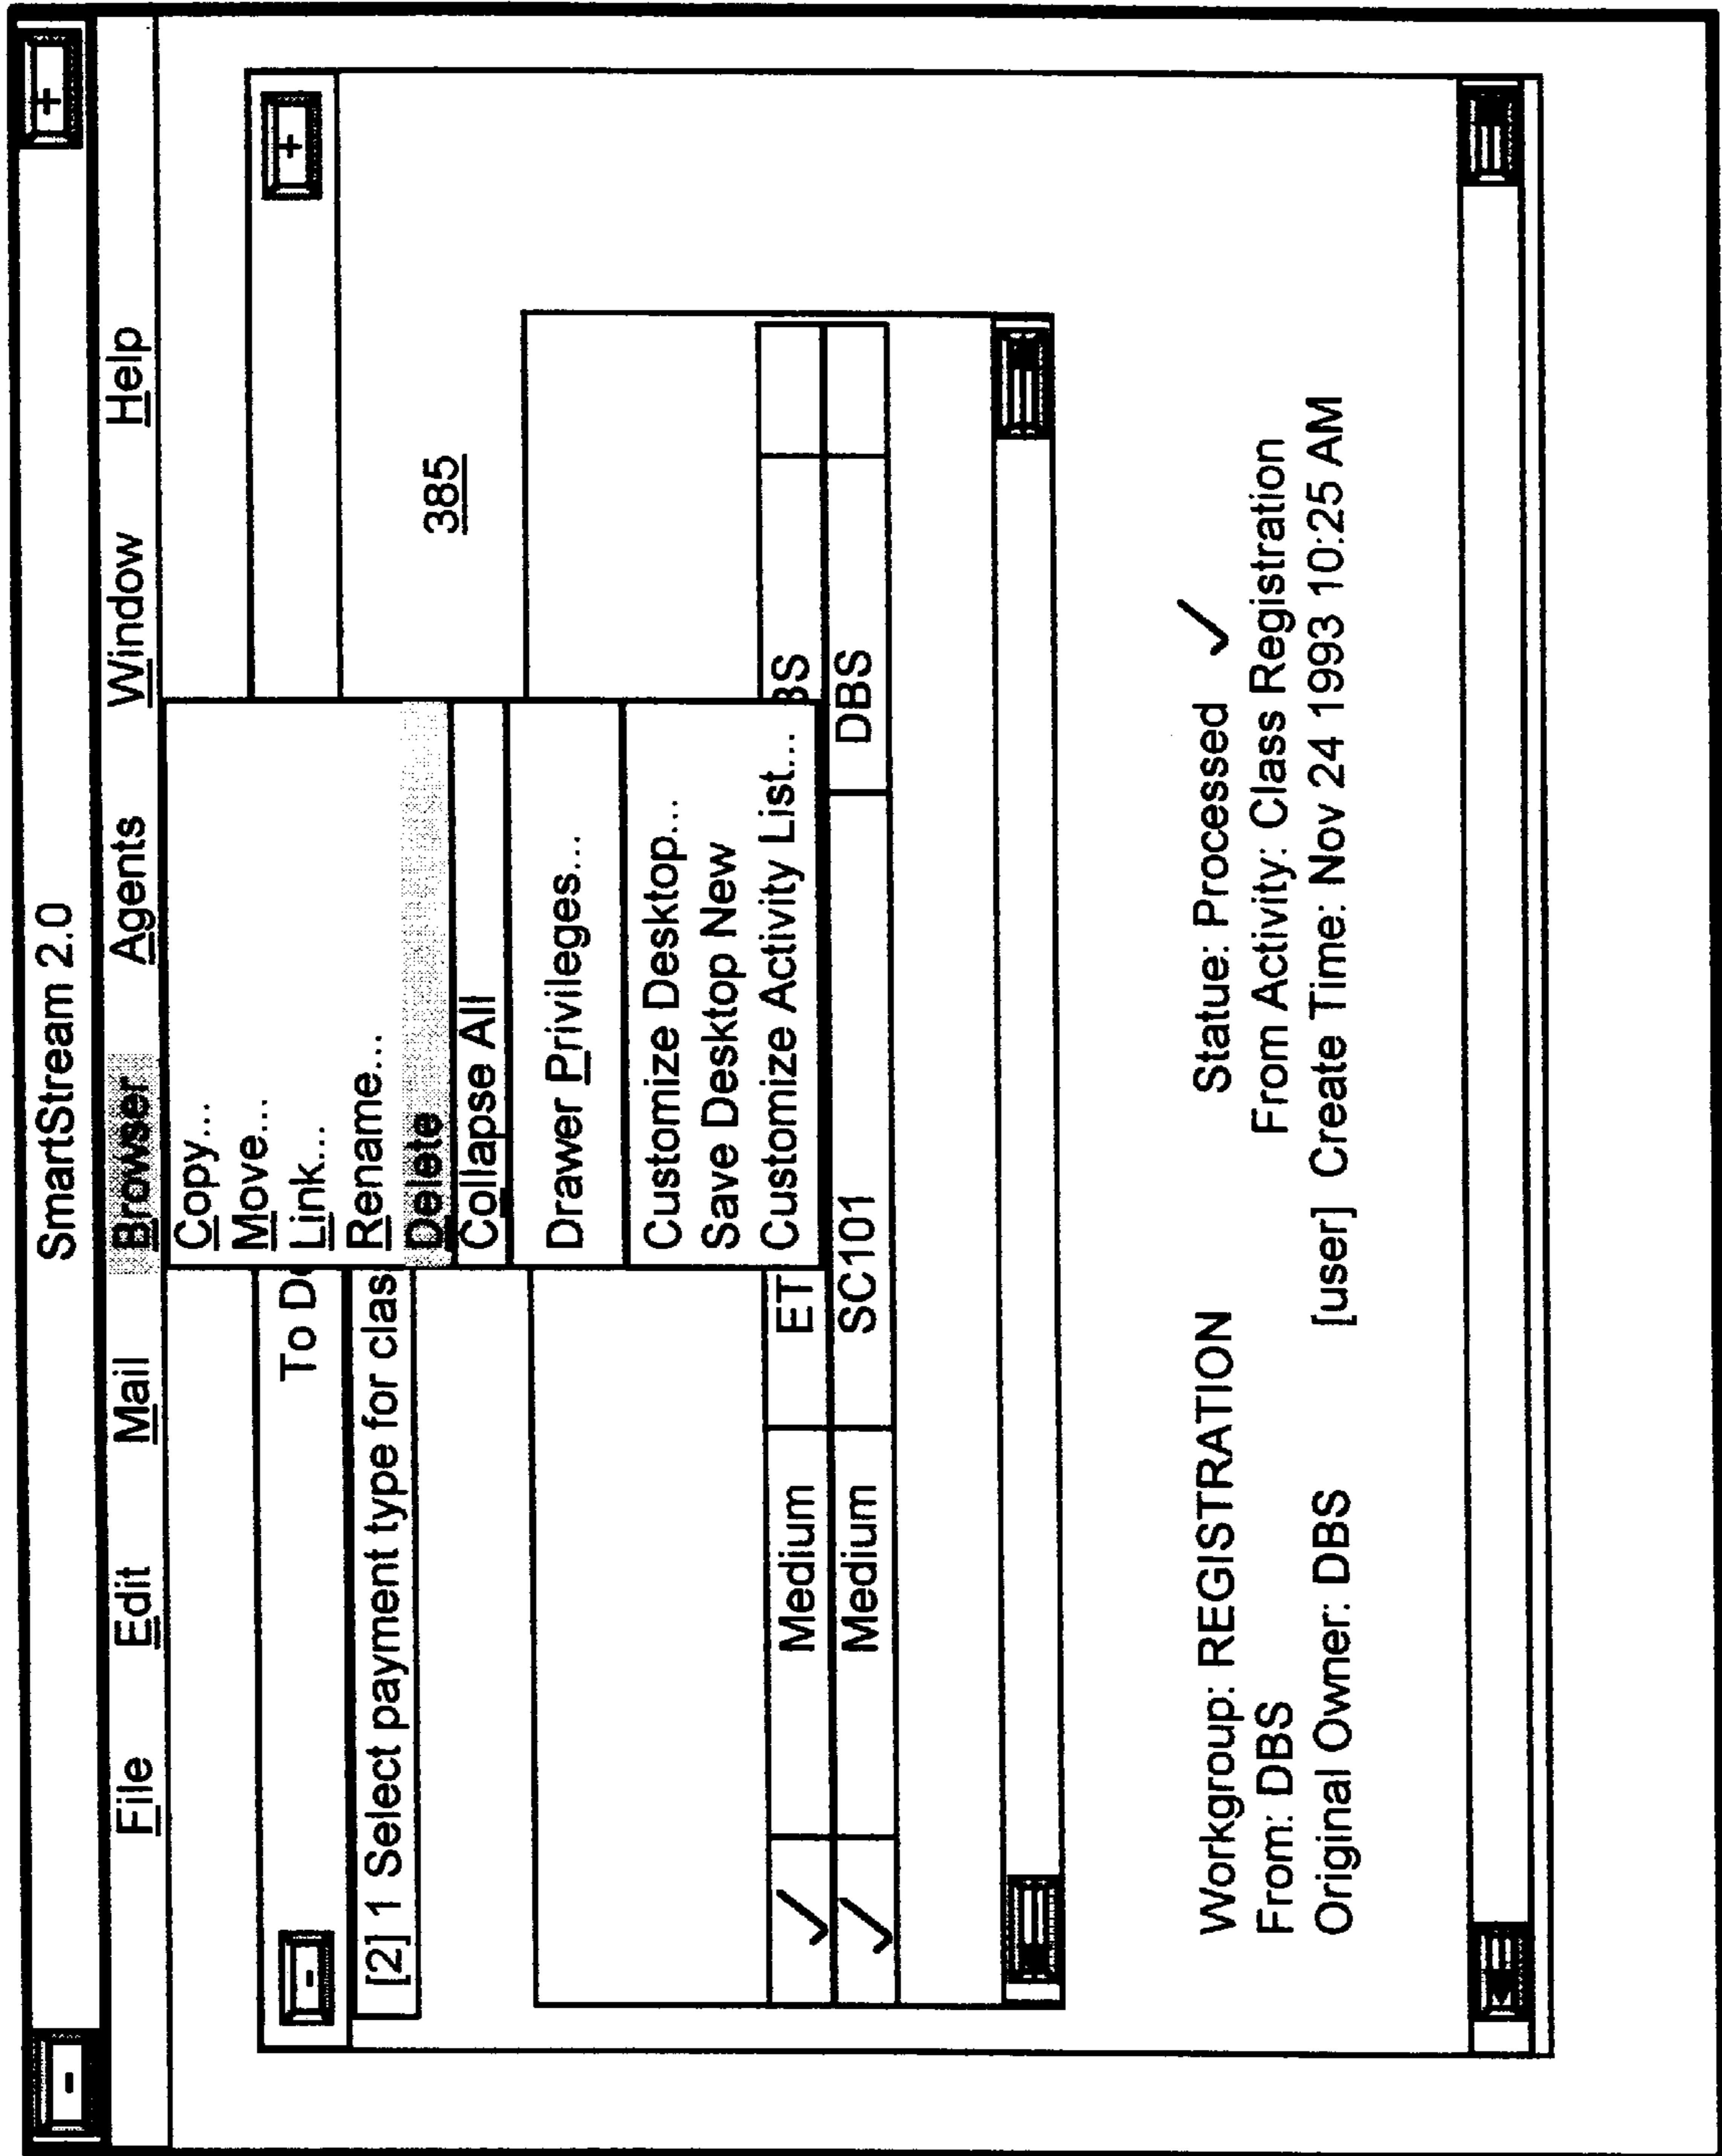 SmartStream 2.0
File Edit Mail Browser Agents Window Help
Copy...
Move...
Link...
Rename...
Delete
Collapse All
Drawer Privileges...
Customize Desktop...
Save Desktop New
Customize Activity List...
To D
[2] 1 Select payment type for clas
385
Medium ET BS
Medium SC101 DBS
Workgroup: REGISTRATION Statue: Processed ✓
From: DBS From Activity: Class Registration
Original Owner: DBS [user] Create Time: Nov 24 1993 10:25 AM